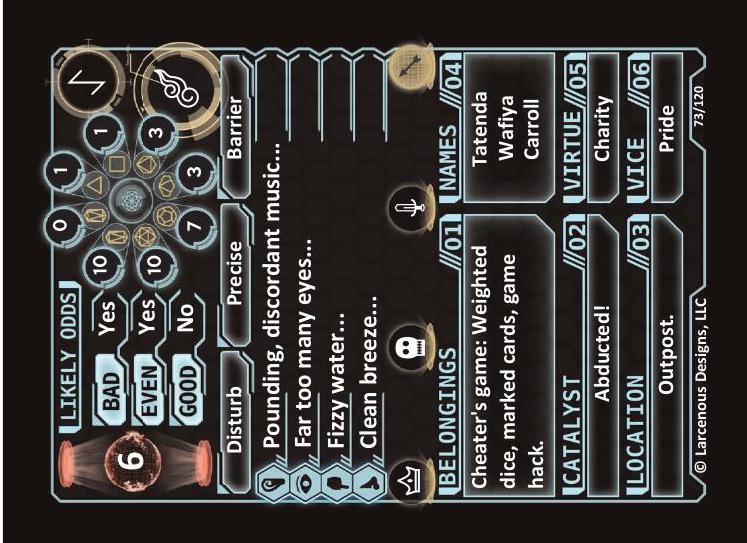 LIKELY ODDS
6
BAD Yes
EVEN Yes
GOOD No
0
1
1
3
3
7
10
10
Disturb
Precise
Barrier
Pounding, discordant music...
Far too many eyes...
Fizzy water...
Clean breeze...
BELONGINGS //01
Cheater's game: Weighted
dice, marked cards, game
hack.
CATALYST //02
Abducted!
LOCATION //03
Outpost.
NAMES //04
Tatenda
Wafiya
Carroll
VIRTUE //05
Charity
VICE //06
Pride
© Larcenous Designs, LLC
73/120